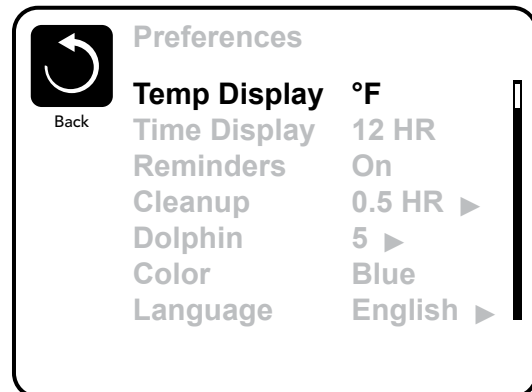 Preferences
Back
Temp Display °F
Time Display 12 HR
Reminders On
Cleanup 0.5 HR ▶
Dolphin 5 ▶
Color Blue
Language English ▶